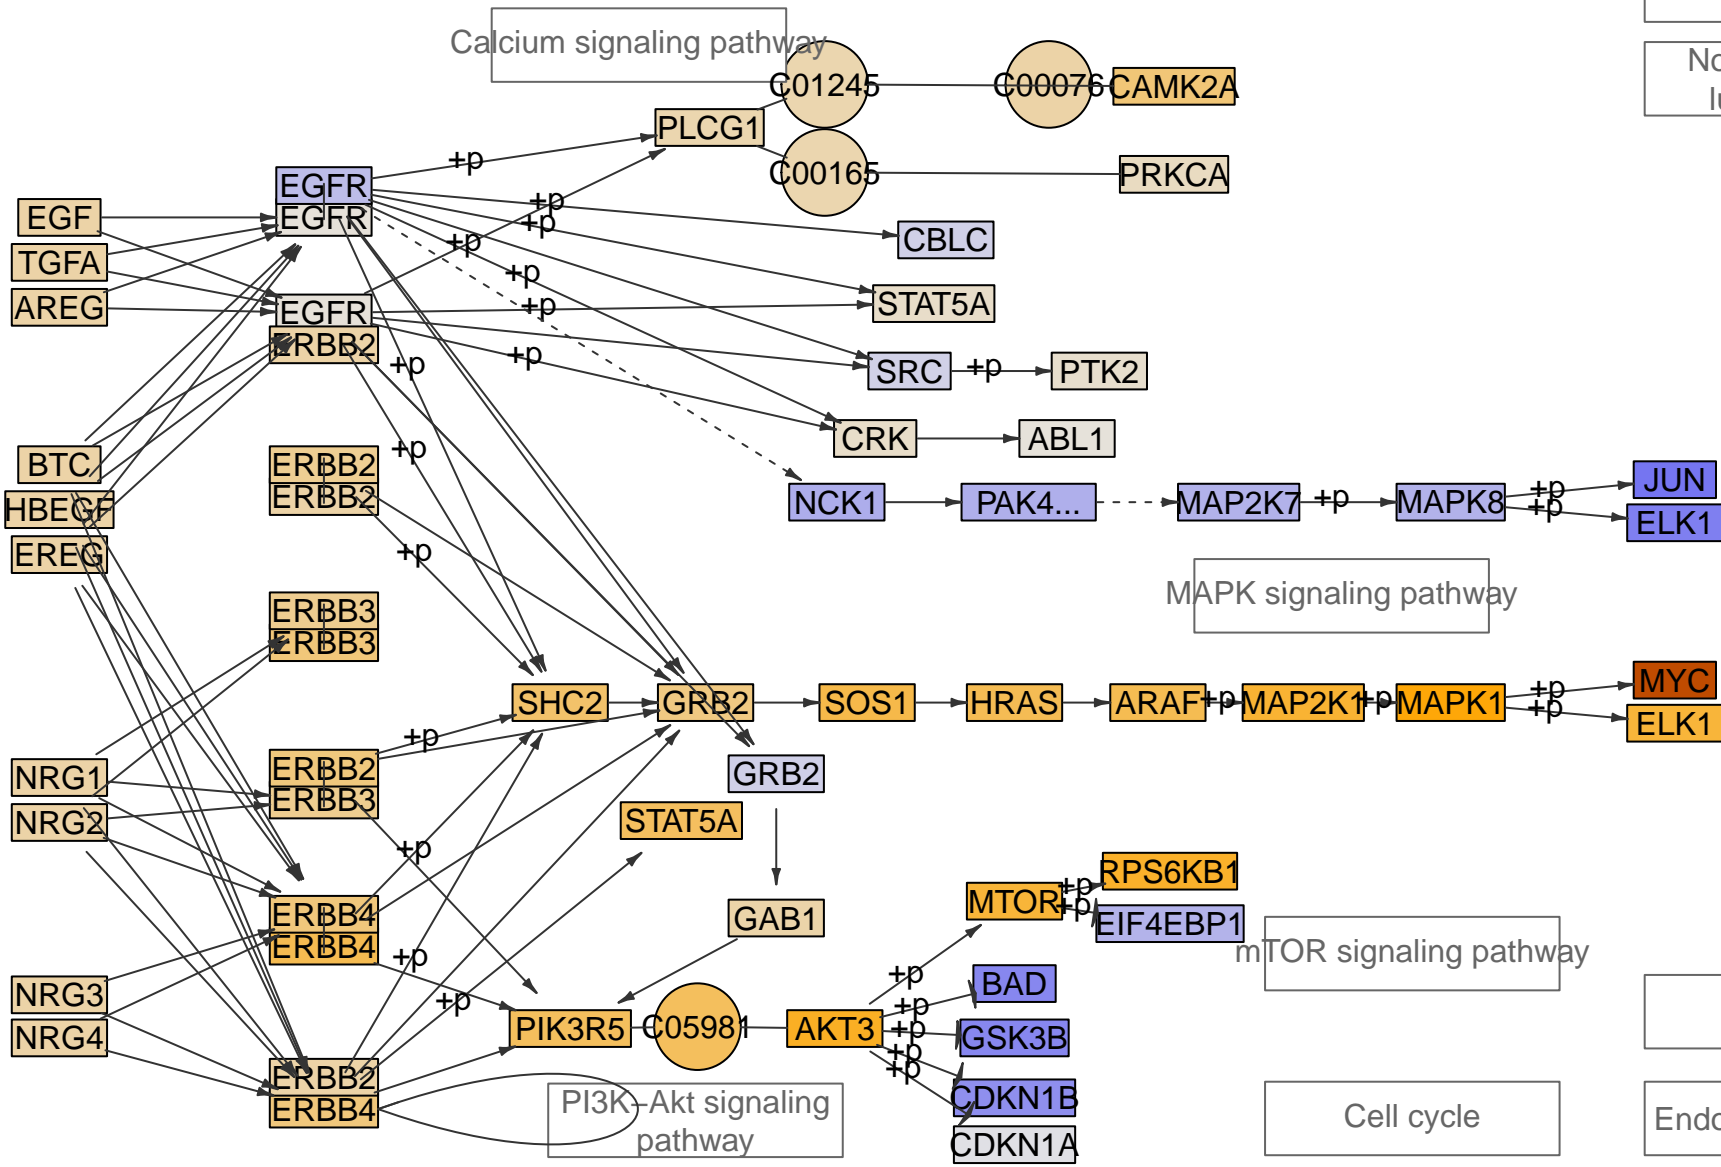 Calcium signaling pathway
C01245
C00076
CAMK2A
No
lu
PLCG1
+p
C00165
PRKCA
EGFR
EGFR
EGF
+p
+p
CBLC
TGFA
+p
+p
AREG
EGFR
ERBB2
+p
STAT5A
+p
+p
SRC
+p
PTK2
CRK
ABL1
BTC
ERBB2
ERBB2
+p
HBEGF
NCK1
PAK4...
MAP2K7
+p
MAPK8
+p
+p
JUN
ELK1
EREG
+p
MAPK signaling pathway
ERBB3
ERBB3
SHC2
GRB2
SOS1
HRAS
ARAF
+p
MAP2K1
+p
MAPK1
+p
+p
MYC
ELK1
NRG1
ERBB2
ERBB3
+p
GRB2
NRG2
STAT5A
+p
ERBB4
ERBB4
GAB1
MTOR
+p
+p
RPS6KB1
EIF4EBP1
mTOR signaling pathway
+p
+p
+p
BAD
NRG3
NRG4
PIK3R5
C05981
AKT3
+p
+p
+p
+p
GSK3B
ERBB2
ERBB4
PI3K−Akt signaling
pathway
CDKN1B
CDKN1A
Cell cycle
Endo